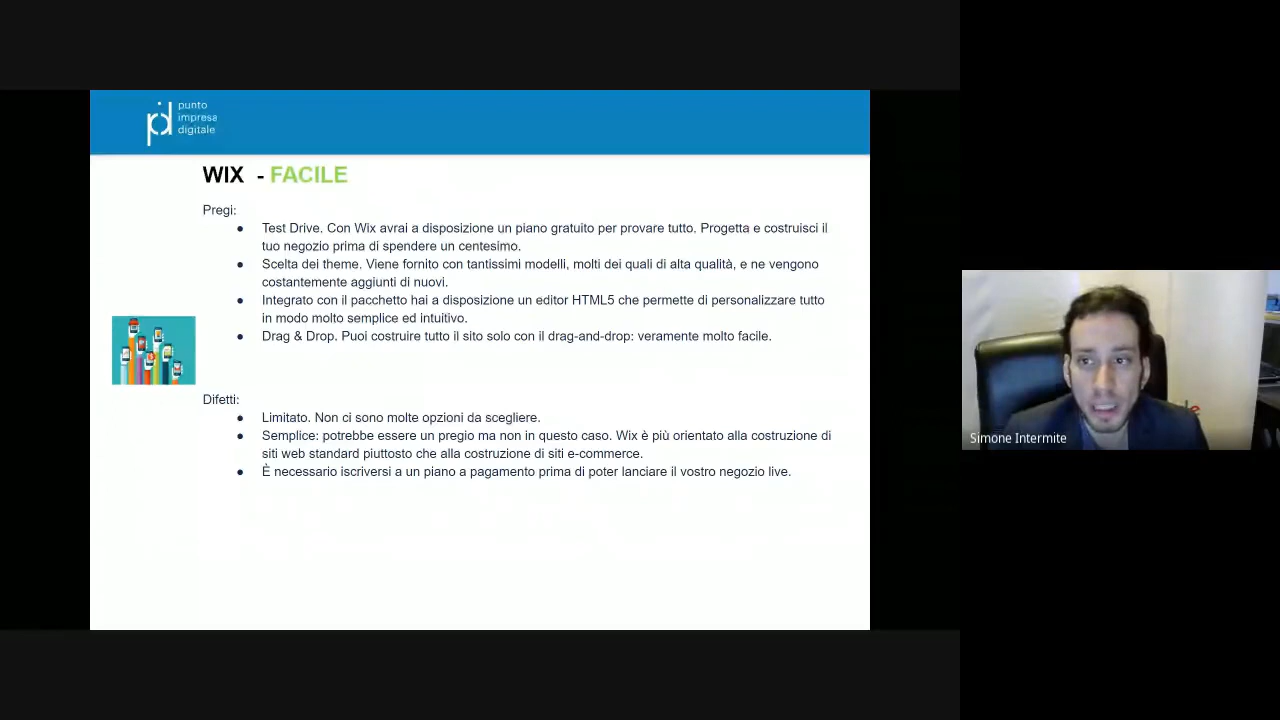 punto
impresa
digitale
WIX - FACILE
Pregi:
● Test Drive. Con Wix avrai a disposizione un piano gratuito per provare tutto. Progetta e costruisci il
tuo negozio prima di spendere un centesimo.
● Scelta dei theme. Viene fornito con tantissimi modelli, molti dei quali di alta qualità, e ne vengono
costantemente aggiunti di nuovi.
● Integrato con il pacchetto hai a disposizione un editor HTML5 che permette di personalizzare tutto
in modo molto semplice ed intuitivo.
● Drag & Drop. Puoi costruire tutto il sito solo con il drag-and-drop: veramente molto facile.
Difetti:
● Limitato. Non ci sono molte opzioni da scegliere.
● Semplice: potrebbe essere un pregio ma non in questo caso. Wix è più orientato alla costruzione di
siti web standard piuttosto che alla costruzione di siti e-commerce.
● È necessario iscriversi a un piano a pagamento prima di poter lanciare il vostro negozio live.
Simone Intermite